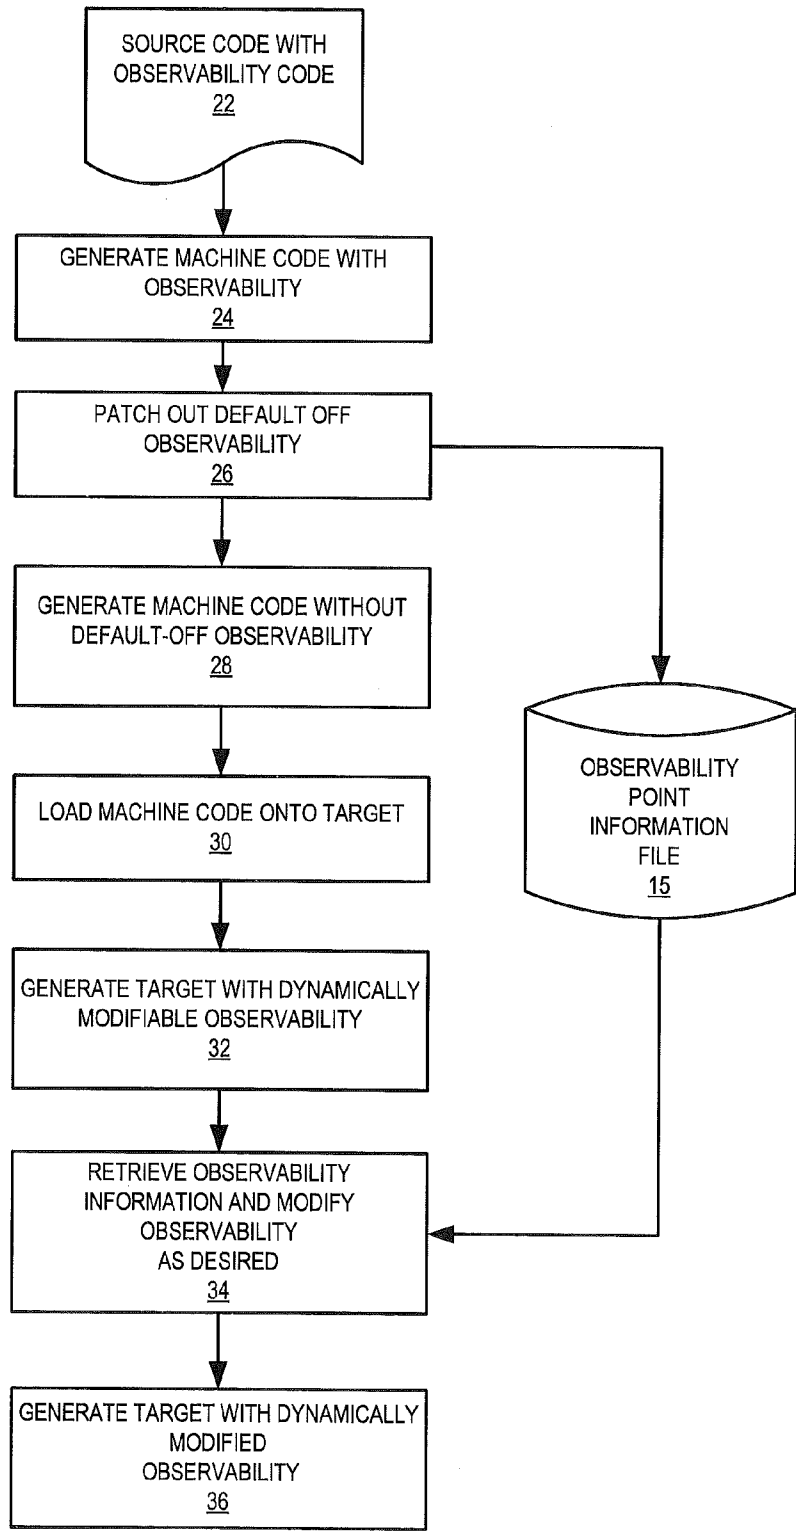 SOURCE CODE WITH
OBSERVABILITY CODE
22
GENERATE MACHINE CODE WITH
OBSERVABILITY
24
PATCH OUT DEFAULT OFF
OBSERVABILITY
26
GENERATE MACHINE CODE WITHOUT
DEFAULT-OFF OBSERVABILITY
28
LOAD MACHINE CODE ONTO TARGET
30
OBSERVABILITY
POINT
INFORMATION
FILE
15
GENERATE TARGET WITH DYNAMICALLY
MODIFIABLE OBSERVABILITY
32
RETRIEVE OBSERVABILITY
INFORMATION AND MODIFY
OBSERVABILITY
AS DESIRED
34
GENERATE TARGET WITH DYNAMICALLY
MODIFIED
OBSERVABILITY
36